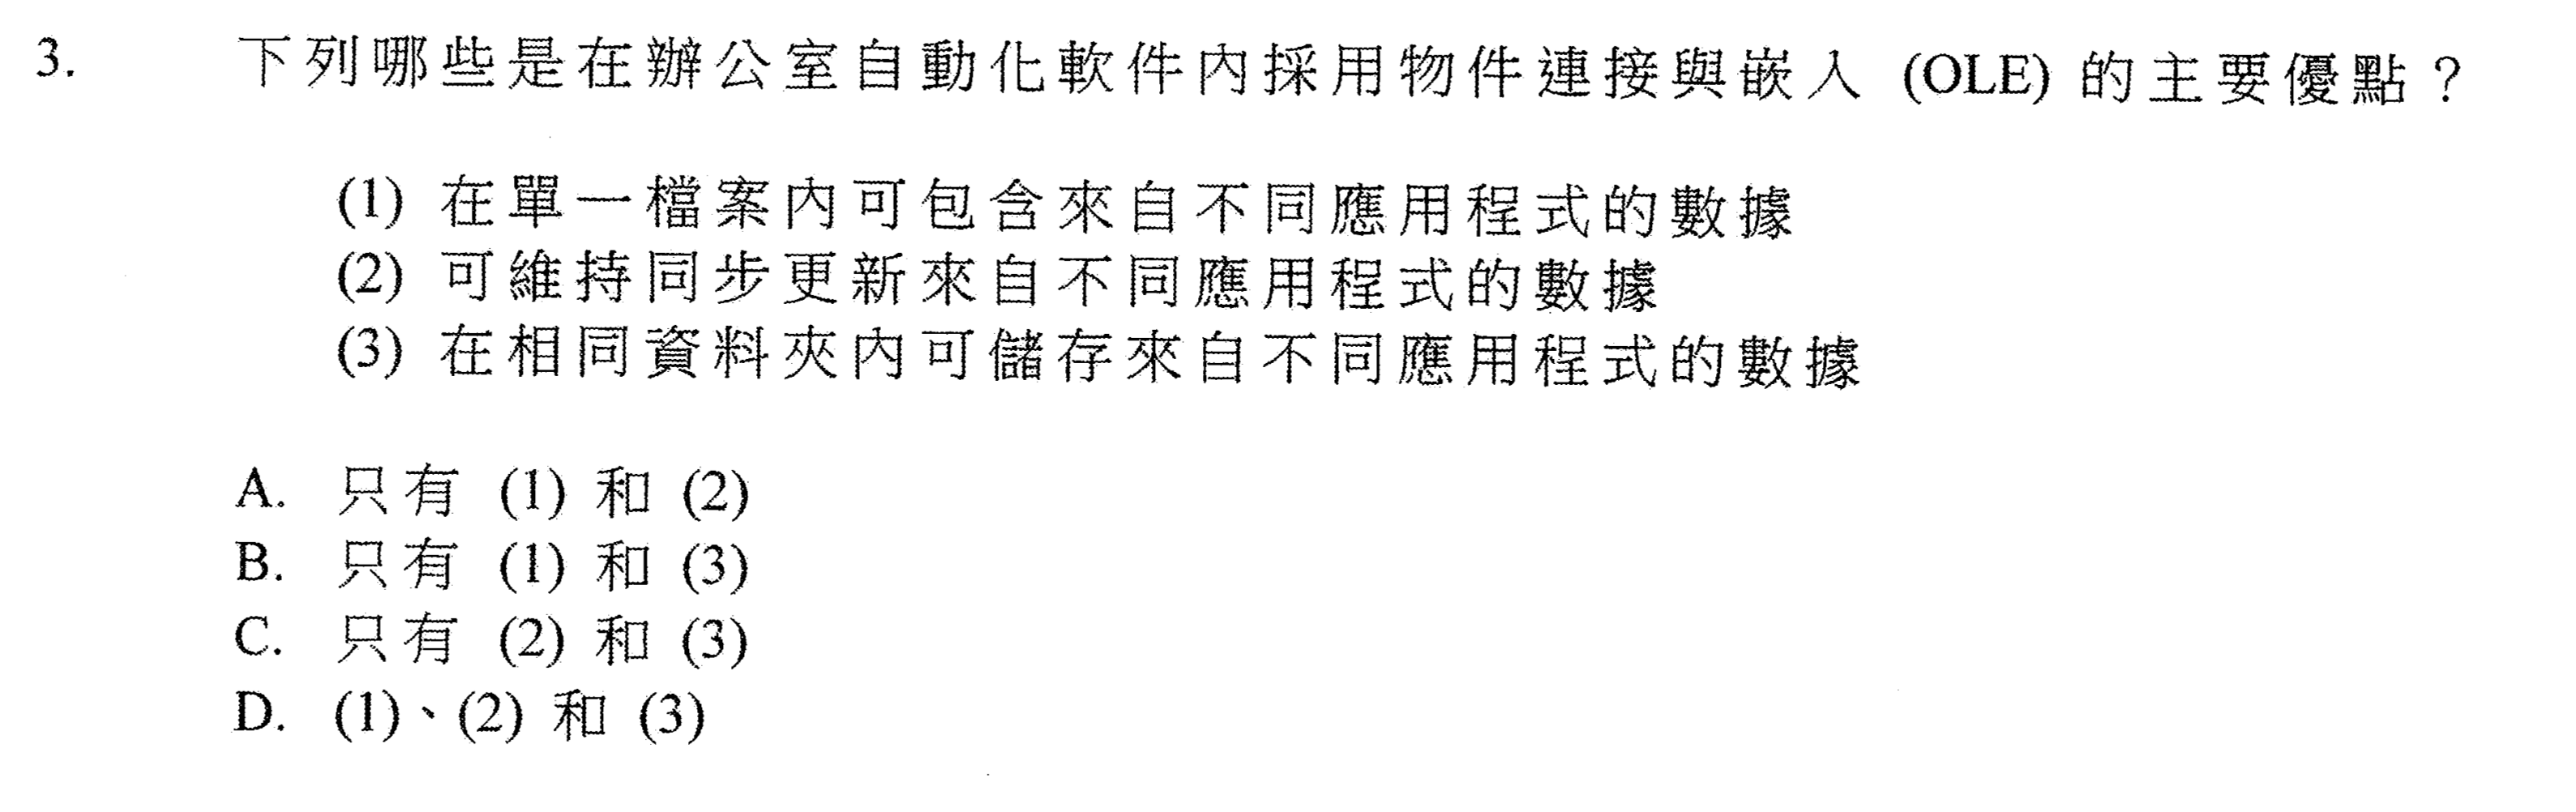 3. 下列哪些是在辦公室自動化軟件內採用物件連接與嵌入 (OLE) 的主要優點？
(1) 在單一檔案內可包含來自不同應用程式的數據
(2) 可維持同步更新來自不同應用程式的數據
(3) 在相同資料夾內可儲存來自不同應用程式的數據
A. 只有 (1) 和 (2)
B. 只有 (1) 和 (3)
C. 只有 (2) 和 (3)
D. (1)、(2) 和 (3)